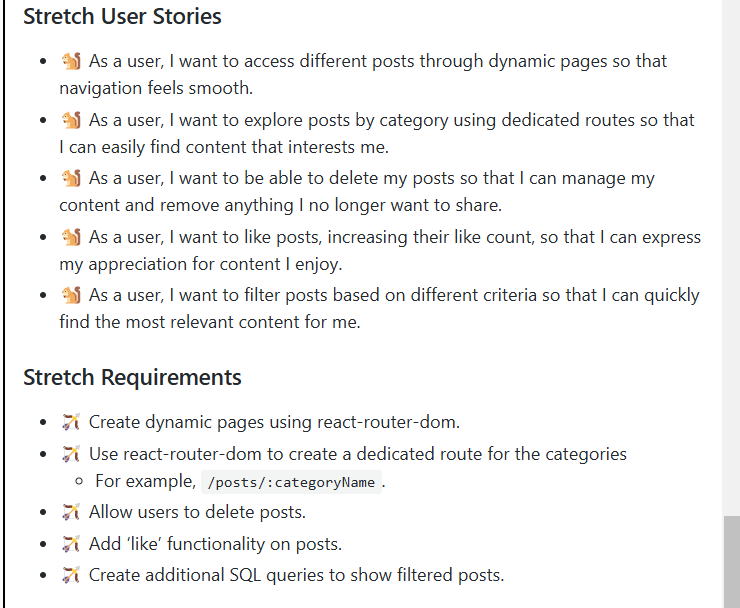 Stretch User Stories
🐿️ As a user, I want to access different posts through dynamic pages so that
navigation feels smooth.
🐿️ As a user, I want to explore posts by category using dedicated routes so that
I can easily find content that interests me.
🐿️ As a user, I want to be able to delete my posts so that I can manage my
content and remove anything I no longer want to share.
🐿️ As a user, I want to like posts, increasing their like count, so that I can express
my appreciation for content I enjoy.
🐿️ As a user, I want to filter posts based on different criteria so that I can quickly
find the most relevant content for me.
Stretch Requirements
🏹 Create dynamic pages using react-router-dom.
🏹 Use react-router-dom to create a dedicated route for the categories
For example, /posts/:categoryName.
🏹 Allow users to delete posts.
🏹 Add ‘like’ functionality on posts.
🏹 Create additional SQL queries to show filtered posts.